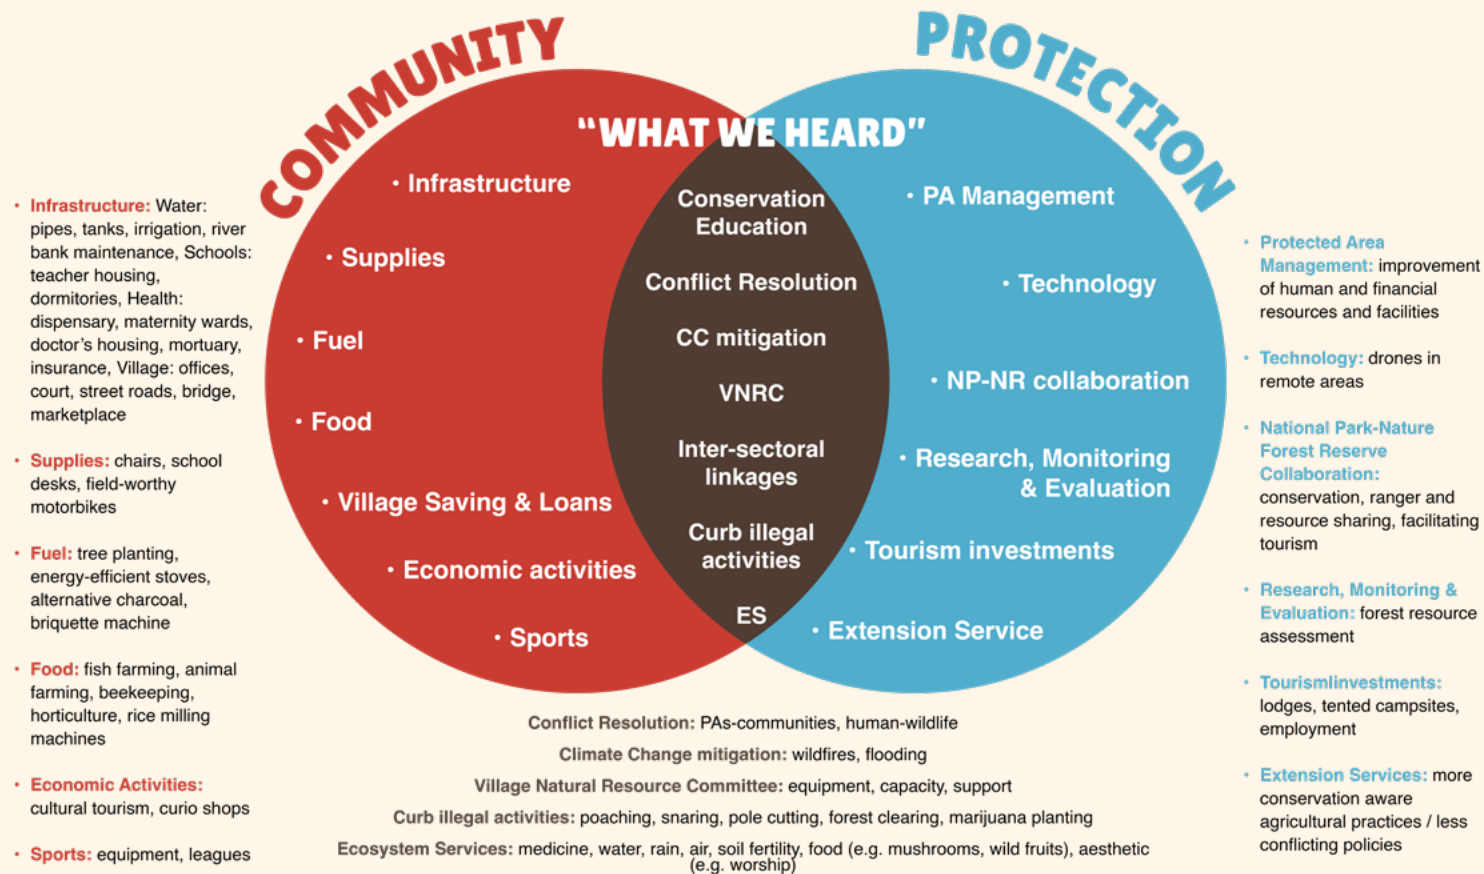 COMMUNITY
PROTECTION
“WHAT WE HEARD”
• Infrastructure
• Supplies
• Fuel
• Food
• Village Saving & Loans
• Economic activities
• Sports
Conservation
Education
Conflict Resolution
CC mitigation
VNRC
Inter-sectoral
linkages
Curb illegal
activities
ES
• PA Management
• Technology
• NP-NR collaboration
• Research, Monitoring
& Evaluation
• Tourism investments
• Extension Service
• Infrastructure: Water:
pipes, tanks, irrigation, river
bank maintenance, Schools:
teacher housing,
dormitories, Health:
dispensary, maternity wards,
doctor’s housing, mortuary,
insurance, Village: offices,
court, street roads, bridge,
marketplace
• Supplies: chairs, school
desks, field-worthy
motorbikes
• Fuel: tree planting,
energy-efficient stoves,
alternative charcoal,
briquette machine
• Food: fish farming, animal
farming, beekeeping,
horticulture, rice milling
machines
• Economic Activities:
cultural tourism, curio shops
• Sports: equipment, leagues
Conflict Resolution: PAs-communities, human-wildlife
Climate Change mitigation: wildfires, flooding
Village Natural Resource Committee: equipment, capacity, support
Curb illegal activities: poaching, snaring, pole cutting, forest clearing, marijuana planting
Ecosystem Services: medicine, water, rain, air, soil fertility, food (e.g. mushrooms, wild fruits), aesthetic
(e.g. worship)
• Protected Area
Management: improvement
of human and financial
resources and facilities
• Technology: drones in
remote areas
• National Park-Nature
Forest Reserve
Collaboration:
conservation, ranger and
resource sharing, facilitating
tourism
• Research, Monitoring &
Evaluation: forest resource
assessment
• Tourismlinvestments:
lodges, tented campsites,
employment
• Extension Services: more
conservation aware
agricultural practices / less
conflicting policies